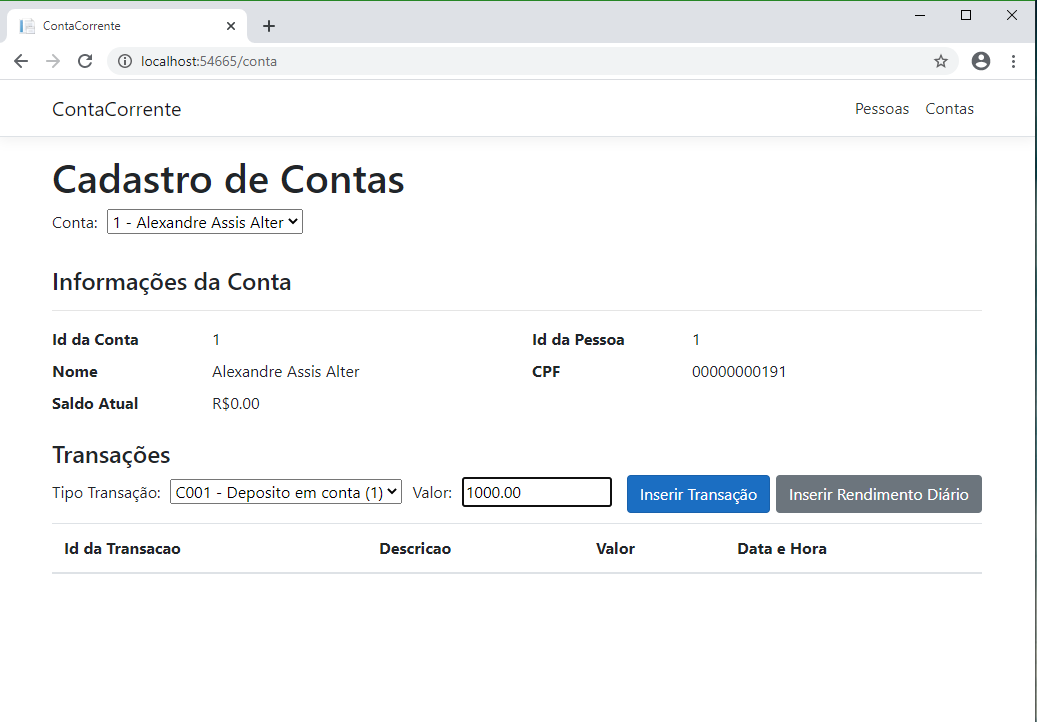 ContaCorrente
localhost:54665/conta
ContaCorrente Pessoas Contas
Cadastro de Contas
Conta: 1 - Alexandre Assis Alter
Informações da Conta
Id da Conta 1 Id da Pessoa 1
Nome Alexandre Assis Alter CPF 00000000191
Saldo Atual R$0.00
Transações
Tipo Transação: C001 - Deposito em conta (1) Valor: 1000.00 Inserir Transação Inserir Rendimento Diário
Id da Transacao Descricao Valor Data e Hora